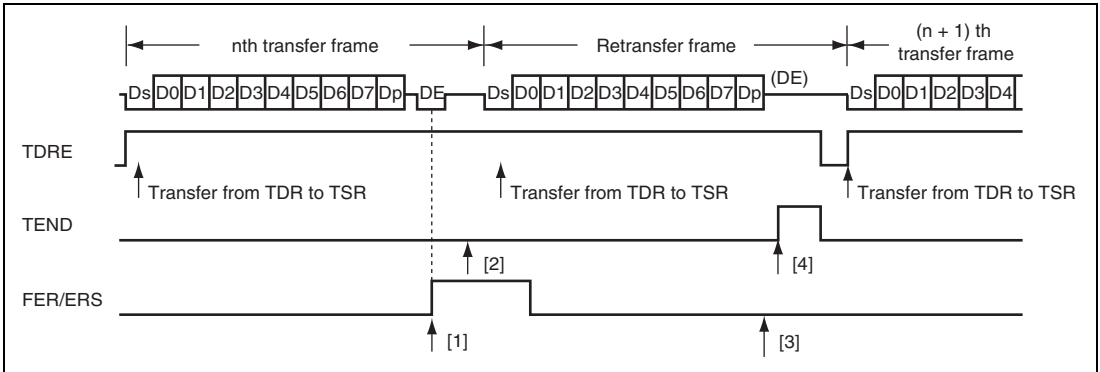 nth transfer frame Retransfer frame (n + 1) th
transfer frame
(DE)
Ds D0 D1 D2 D3 D4 D5 D6 D7 Dp DE Ds D0 D1 D2 D3 D4 D5 D6 D7 Dp Ds D0 D1 D2 D3 D4
TDRE
Transfer from TDR to TSR Transfer from TDR to TSR Transfer from TDR to TSR
TEND
[2] [4]
FER/ERS
[1] [3]